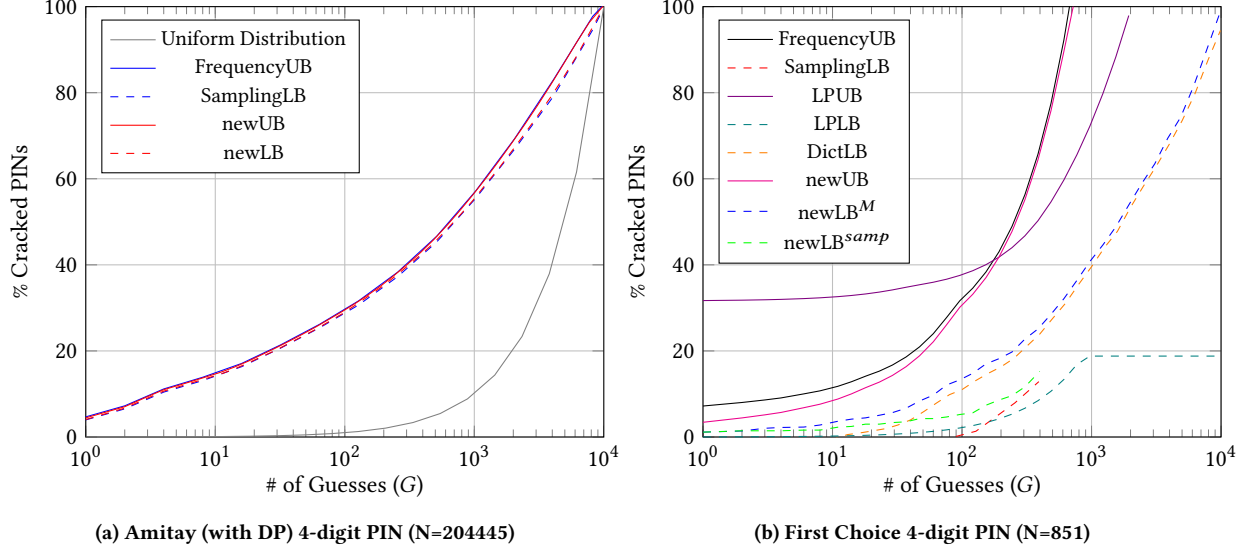 100
80
60
40
20
0
% Cracked PINs
10^0
10^1
10^2
10^3
10^4
# of Guesses (G)
Uniform Distribution
FrequencyUB
SamplingLB
newUB
newLB
(a) Amitay (with DP) 4-digit PIN (N=204445)
100
80
60
40
20
0
% Cracked PINs
10^0
10^1
10^2
10^3
10^4
# of Guesses (G)
FrequencyUB
SamplingLB
LPUB
LPLB
DictLB
newUB
newLB^M
newLB^samp
(b) First Choice 4-digit PIN (N=851)